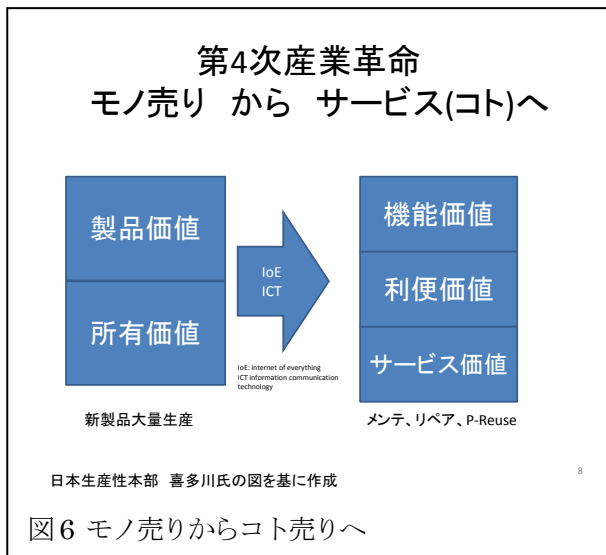 第4次産業革命
モノ売り から サービス(コト)へ
製品価値
所有価値
IoE
ICT
機能価値
利便価値
サービス価値
IoE: internet of everything
ICT information communication
technology
新製品大量生産
メンテ、リペア、P-Reuse
日本生産性本部 喜多川氏の図を基に作成
8
図6 モノ売りからコト売りへ